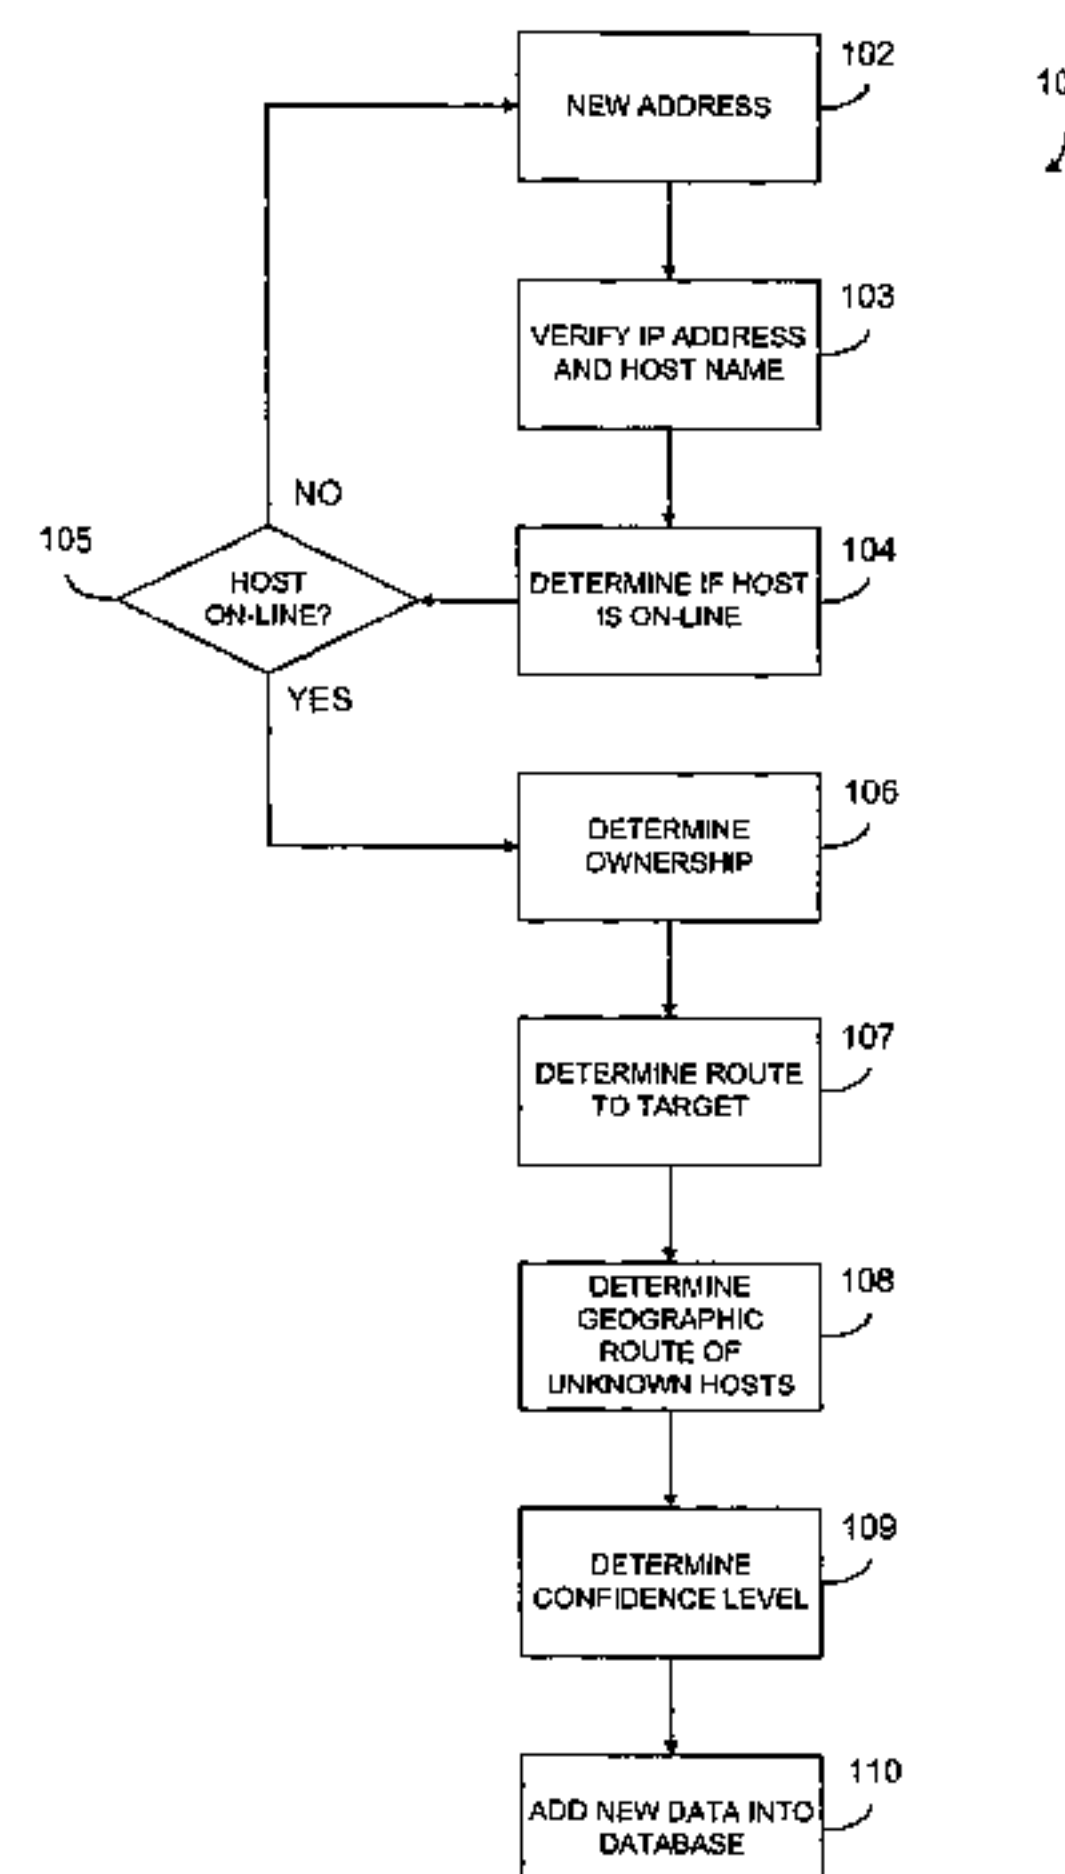 102
10
NEW ADDRESS
103
VERIFY IP ADDRESS
AND HOST NAME
NO
105
HOST
ON-LINE?
104
DETERMINE IF HOST
IS ON-LINE
YES
106
DETERMINE
OWNERSHIP
107
DETERMINE ROUTE
TO TARGET
108
DETERMINE
GEOGRAPHIC
ROUTE OF
UNKNOWN HOSTS
109
DETERMINE
CONFIDENCE LEVEL
110
ADD NEW DATA INTO
DATABASE